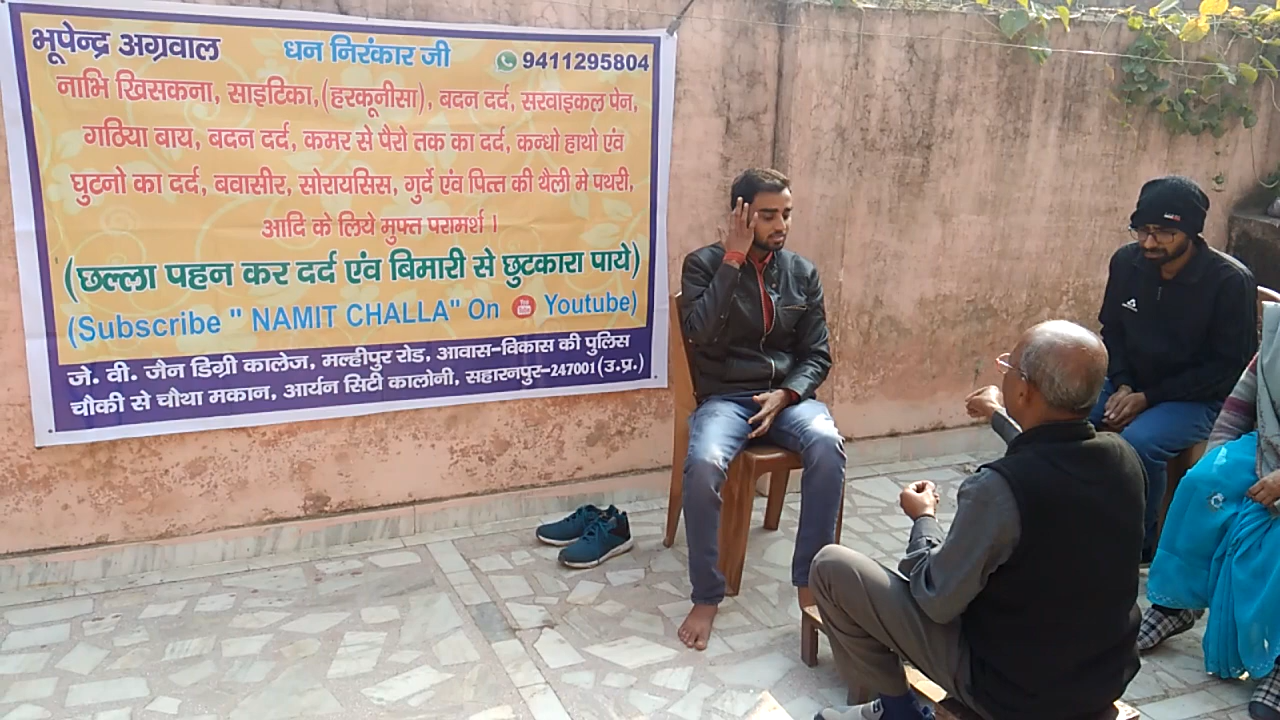 भूपेन्द्र अग्रवाल धन निरंकार जी 9411295804
नाभि खिसकना, साइटिका,(हरकूनीसा), बदन दर्द, सरवाइकल पेन,
गठिया बाय, बदन दर्द, कमर से पैरो तक का दर्द, कन्धो हाथो एंव
घुटनो का दर्द, बवासीर, सोरायसिस, गुर्दे एंव पित्त की थैली मे पथरी,
आदि के लिये मुफ्त परामर्श ।
(छल्ला पहन कर दर्द एंव बिमारी से छुटकारा पाये)
(Subscribe " NAMIT CHALLA" On You Tube Youtube)
जे. वी. जैन डिग्री कालेज, मल्हीपुर रोड, आवास-विकास की पुलिस
चौकी से चौथा मकान, आर्यन सिटी कालोनी, सहारनपुर-247001(उ.प्र.)